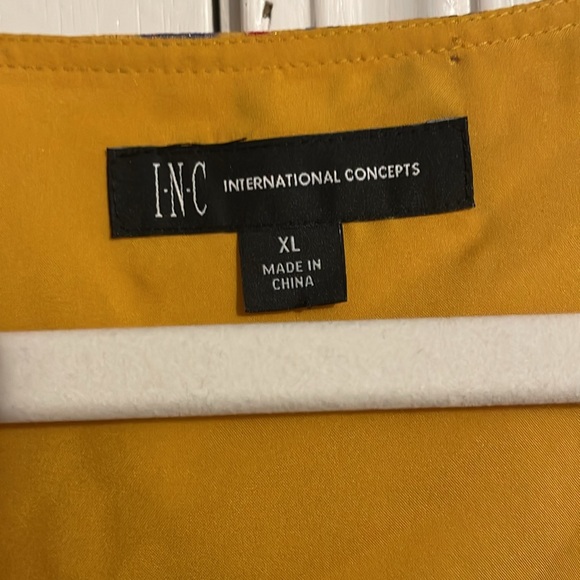 I·N·C INTERNATIONAL CONCEPTS
XL
MADE IN
CHINA